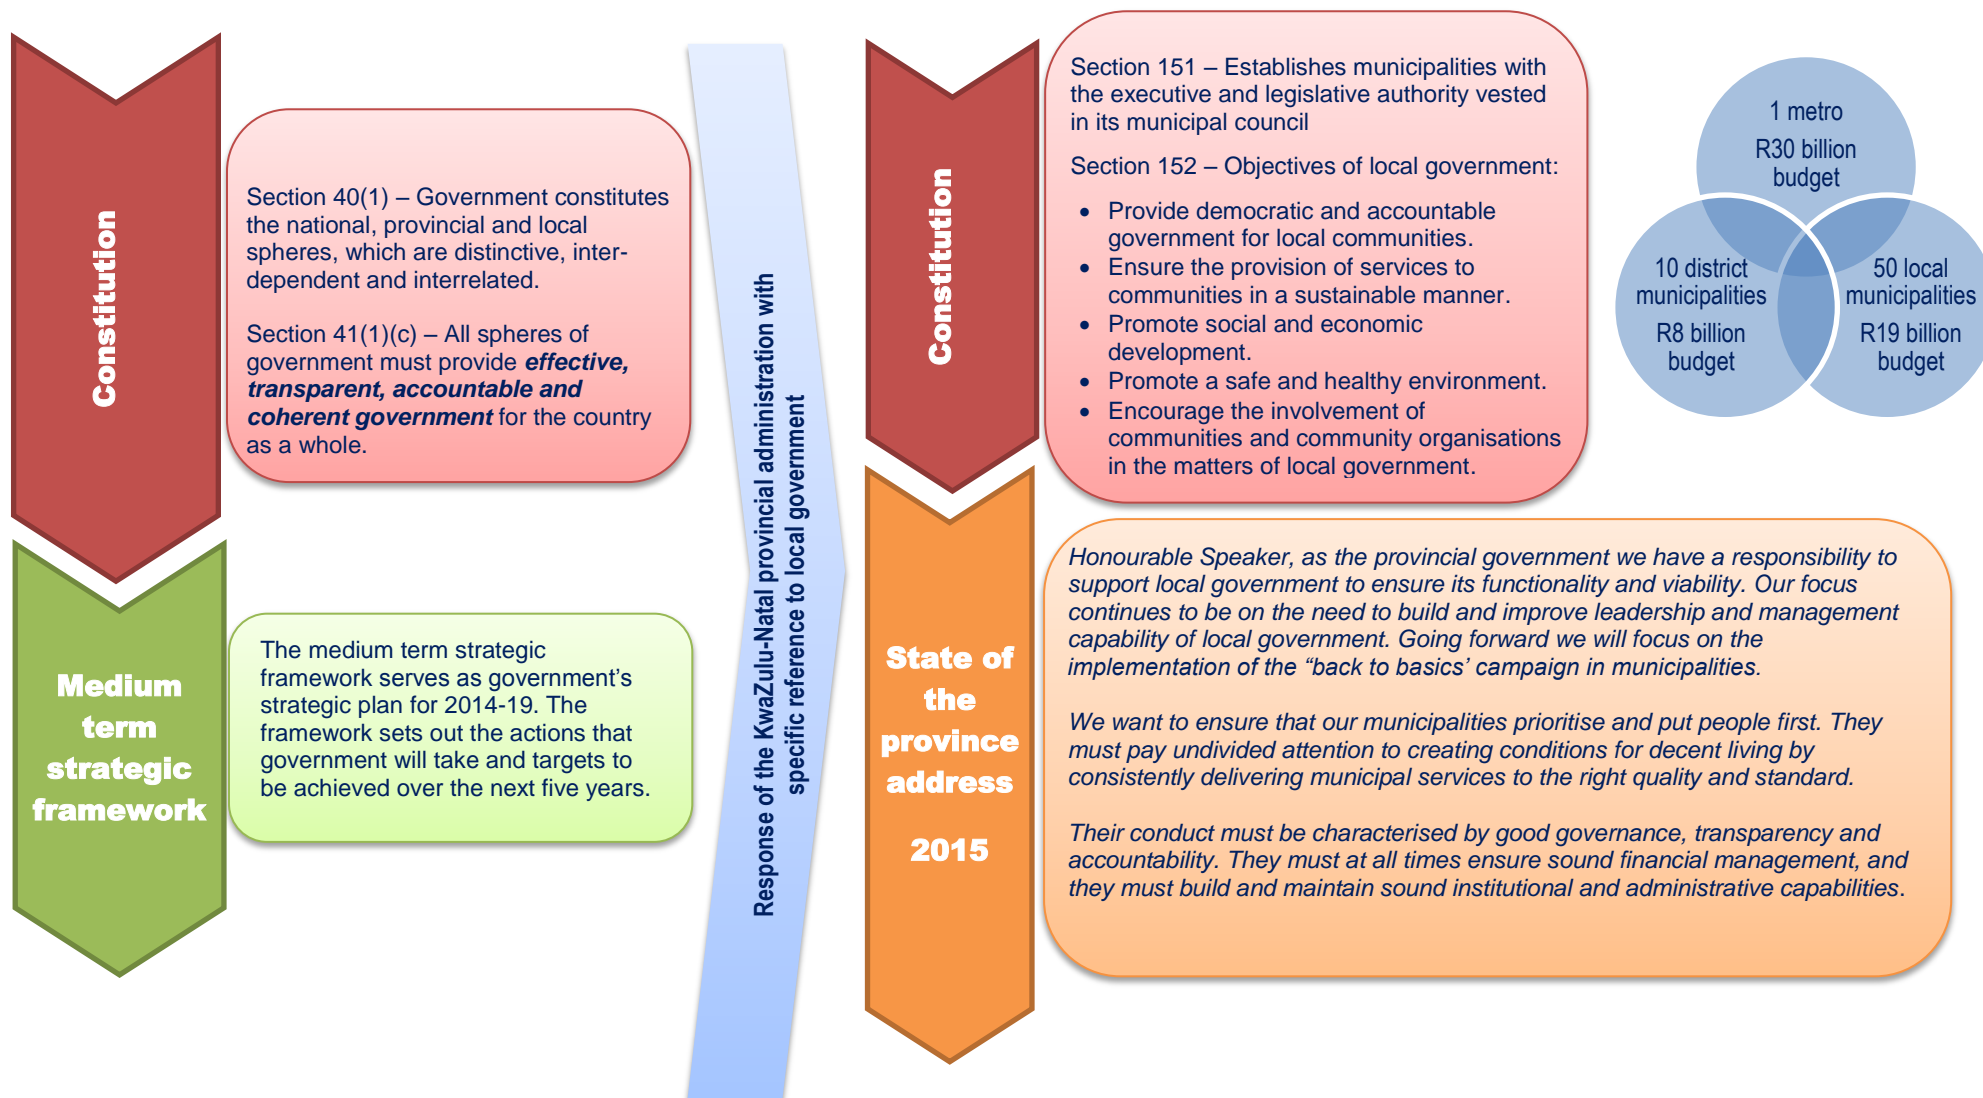 Constitution
Section 40(1) – Government constitutes
the national, provincial and local
spheres, which are distinctive, inter-
dependent and interrelated.
Section 41(1)(c) – All spheres of
government must provide effective,
transparent, accountable and
coherent government for the country
as a whole.
Medium
term
strategic
framework
The medium term strategic
framework serves as government’s
strategic plan for 2014-19. The
framework sets out the actions that
government will take and targets to
be achieved over the next five years.
Response of the KwaZulu-Natal provincial administration with
specific reference to local government
Constitution
Section 151 – Establishes municipalities with
the executive and legislative authority vested
in its municipal council
Section 152 – Objectives of local government:
• Provide democratic and accountable
government for local communities.
• Ensure the provision of services to
communities in a sustainable manner.
• Promote social and economic
development.
• Promote a safe and healthy environment.
• Encourage the involvement of
communities and community organisations
in the matters of local government.
1 metro
R30 billion
budget
10 district
municipalities
R8 billion
budget
50 local
municipalities
R19 billion
budget
State of
the
province
address
2015
Honourable Speaker, as the provincial government we have a responsibility to
support local government to ensure its functionality and viability. Our focus
continues to be on the need to build and improve leadership and management
capability of local government. Going forward we will focus on the
implementation of the “back to basics’ campaign in municipalities.
We want to ensure that our municipalities prioritise and put people first. They
must pay undivided attention to creating conditions for decent living by
consistently delivering municipal services to the right quality and standard.
Their conduct must be characterised by good governance, transparency and
accountability. They must at all times ensure sound financial management, and
they must build and maintain sound institutional and administrative capabilities.